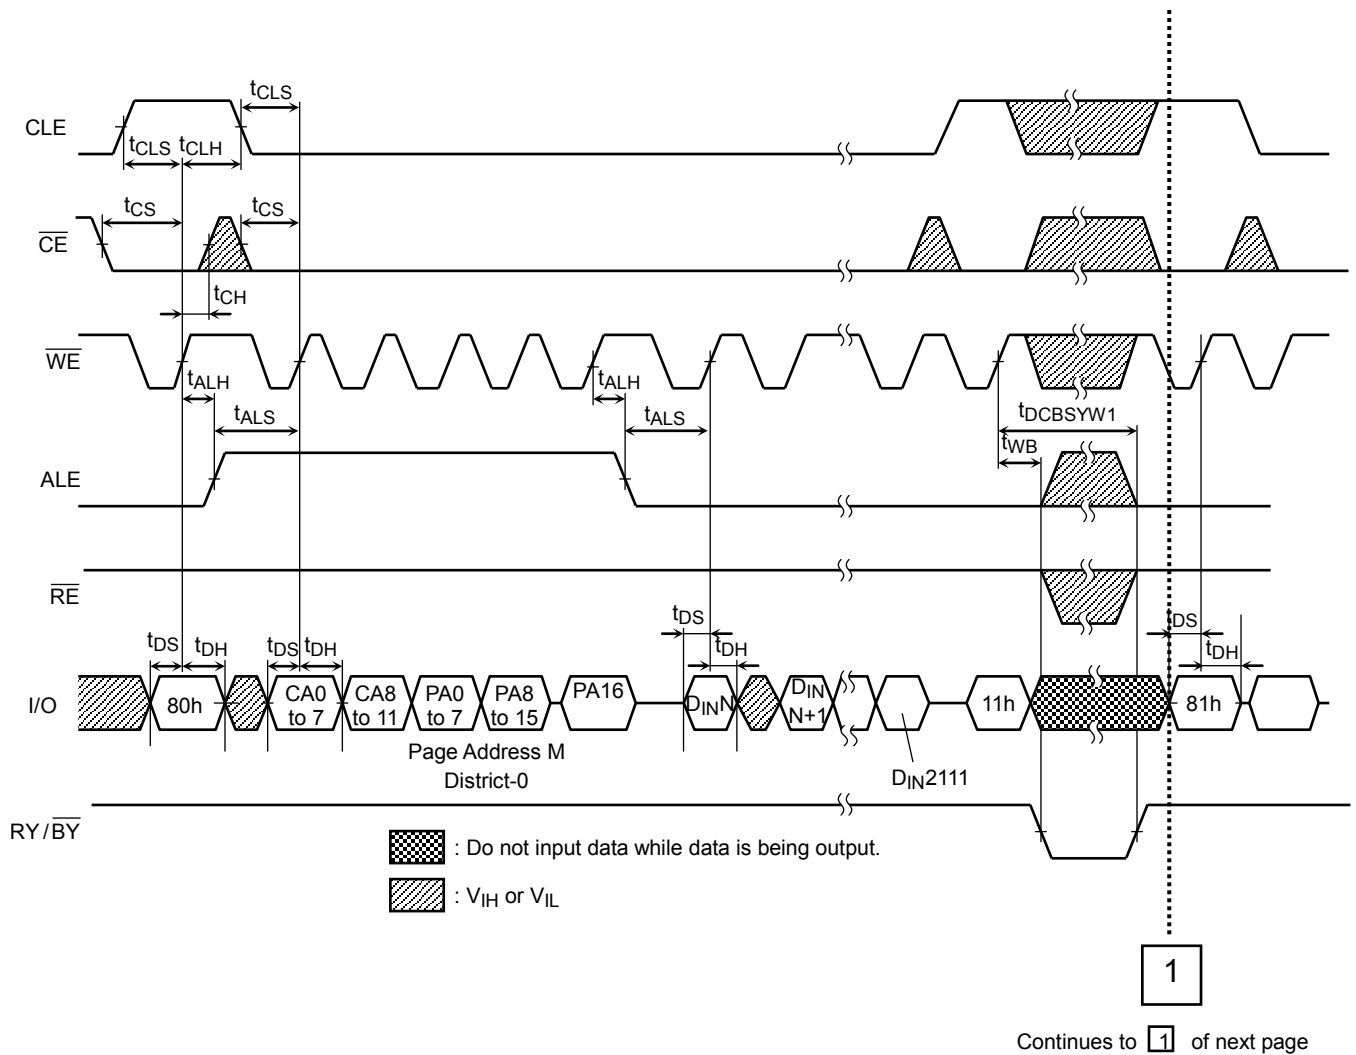 tCLS
CLE
tCLS tCLH
tCS tCS
CE
tCH
WE
tALH tALH
tALS tALS tDCBSYW1
tWB
ALE
RE
tDS tDH tDS tDH tDS tDH tDS tDH
I/O 80h CA0 to 7 CA8 to 11 PA0 to 7 PA8 to 15 PA16 DINN DIN N+1 11h 81h
Page Address M
District-0
DIN2111
RY/BY
: Do not input data while data is being output.
: VIH or VIL
1
Continues to 1 of next page